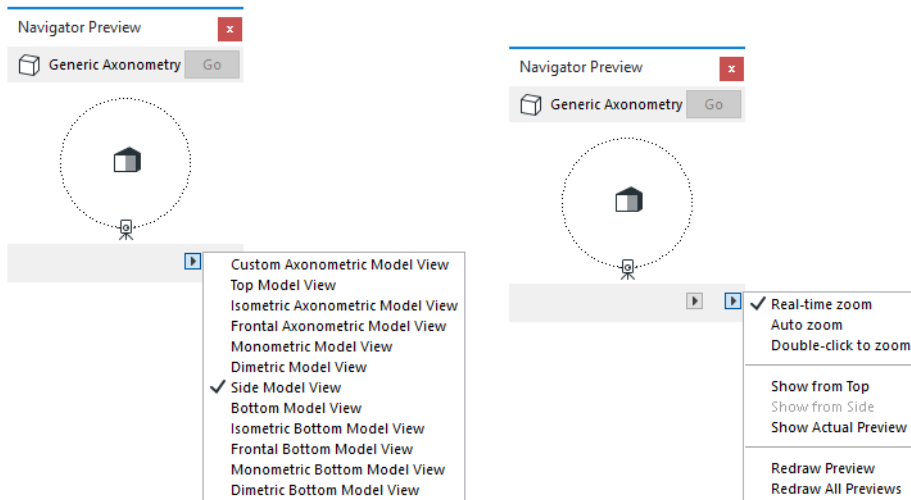 Navigator Preview
x
Generic Axonometry
Go
Custom Axonometric Model View
Top Model View
Isometric Axonometric Model View
Frontal Axonometric Model View
Monometric Model View
Dimetric Model View
Side Model View
Bottom Model View
Isometric Bottom Model View
Frontal Bottom Model View
Monometric Bottom Model View
Dimetric Bottom Model View
Navigator Preview
x
Generic Axonometry
Go
Real-time zoom
Auto zoom
Double-click to zoom
Show from Top
Show from Side
Show Actual Preview
Redraw Preview
Redraw All Previews